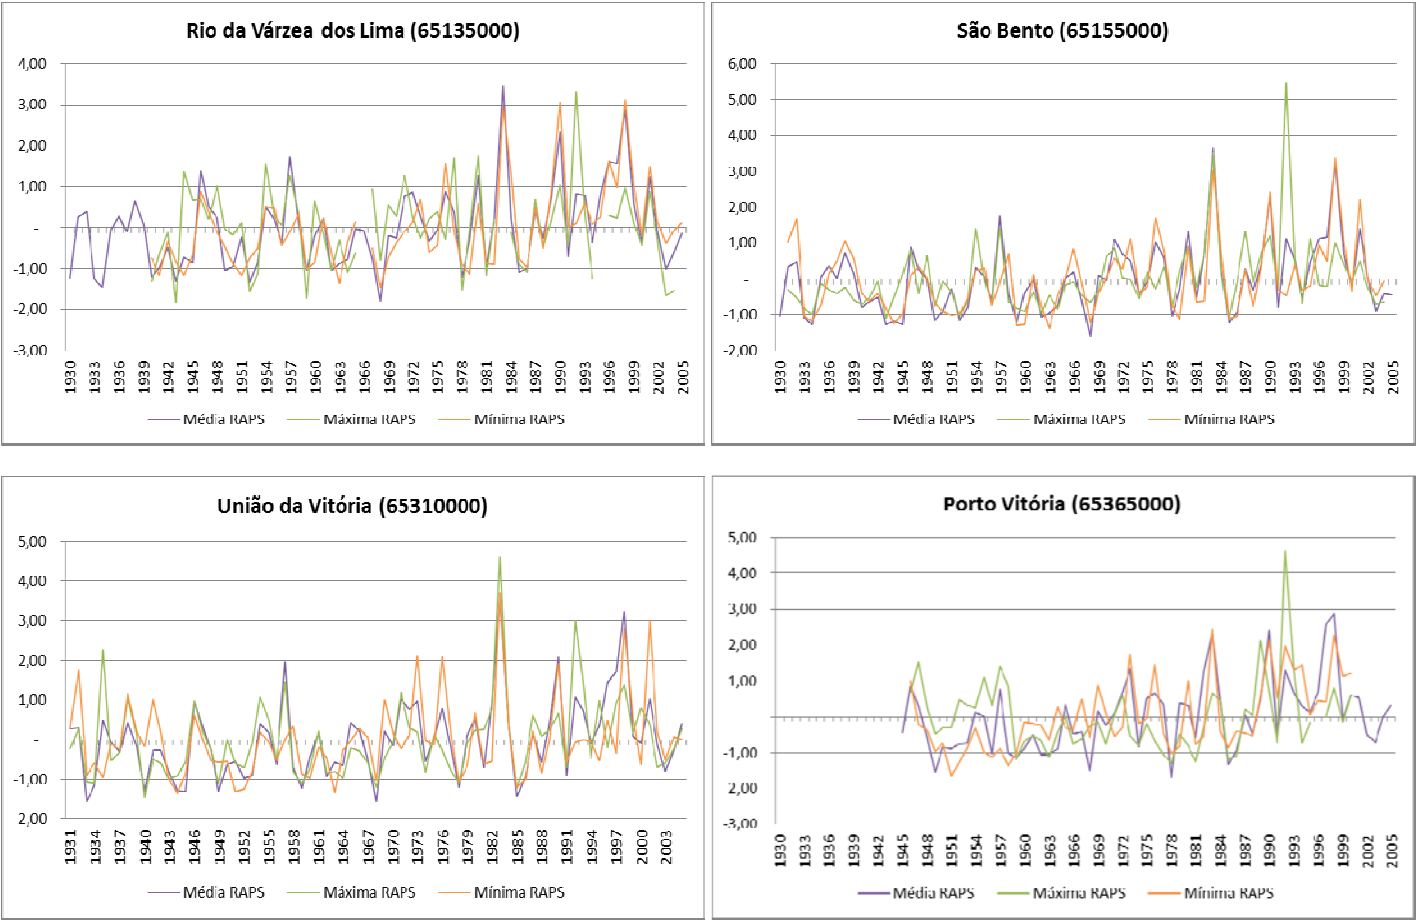 Rio da Várzea dos Lima (65135000)
4,00
3,00
2,00
1,00
-
-1,00
-2,00
-3,00
1930 1933 1936 1939 1942 1945 1948 1951 1954 1957 1960 1963 1966 1969 1972 1975 1978 1981 1984 1987 1990 1993 1996 1999 2002 2005
Média RAPS Máxima RAPS Mínima RAPS
São Bento (65155000)
6,00
5,00
4,00
3,00
2,00
1,00
-
-1,00
-2,00
1930 1933 1936 1939 1942 1945 1948 1951 1954 1957 1960 1963 1966 1969 1972 1975 1978 1981 1984 1987 1990 1993 1996 1999 2002 2005
Média RAPS Máxima RAPS Mínima RAPS
União da Vitória (65310000)
5,00
4,00
3,00
2,00
1,00
-
-1,00
2,00
1931 1934 1937 1940 1943 1946 1949 1952 1955 1958 1961 1964 1967 1970 1973 1976 1979 1982 1985 1988 1991 1994 1997 2000 2003
Média RAPS Máxima RAPS Mínima RAPS
Porto Vitória (65365000)
5,00
4,00
3,00
2,00
1,00
-
-1,00
2,00
-3,00
1930 1933 1936 1939 1942 1945 1948 1951 1954 1957 1960 1963 1966 1969 1972 1975 1978 1981 1984 1987 1990 1993 1996 1999 2002 2005
Média RAPS Máxima RAPS Mínima RAPS